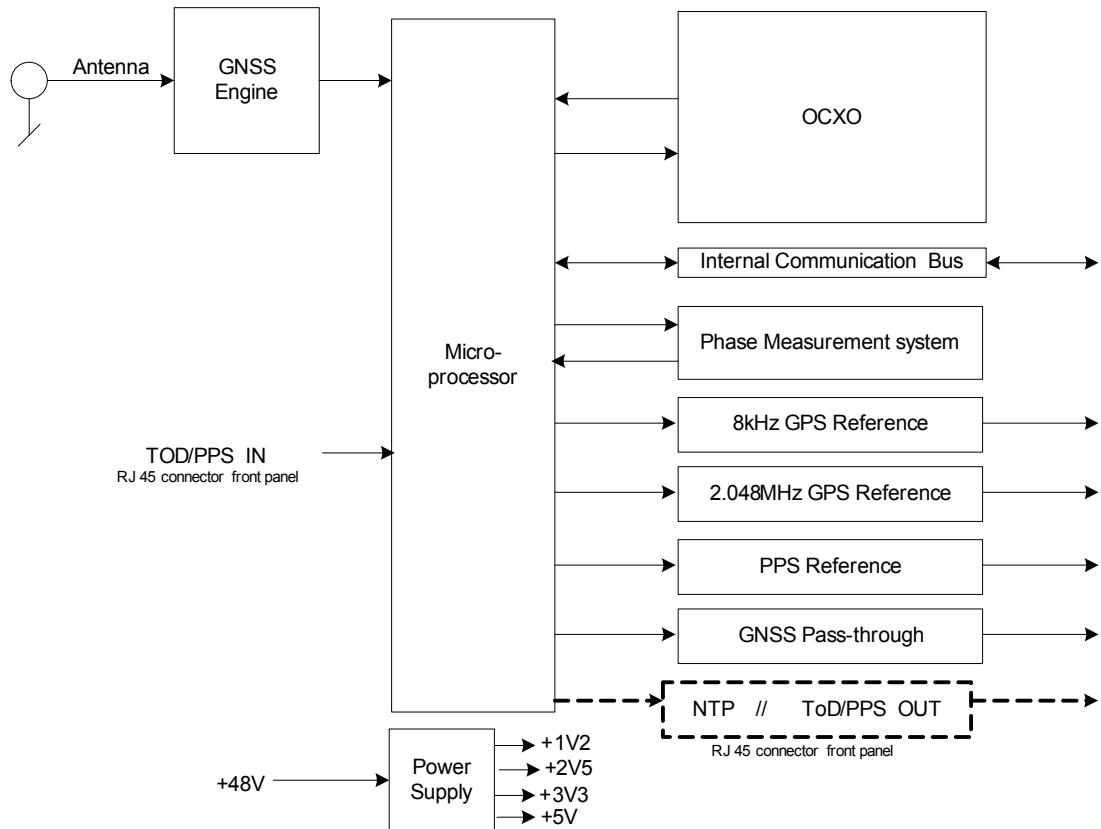 Antenna
GNSS
Engine
OCXO
Internal Communication Bus
Phase Measurement system
Micro-
processor
8kHz GPS Reference
TOD/PPS IN
RJ 45 connector front panel
2.048MHz GPS Reference
PPS Reference
GNSS Pass-through
NTP // ToD/PPS OUT
RJ 45 connector front panel
+48V
Power
Supply
+1V2
+2V5
+3V3
+5V